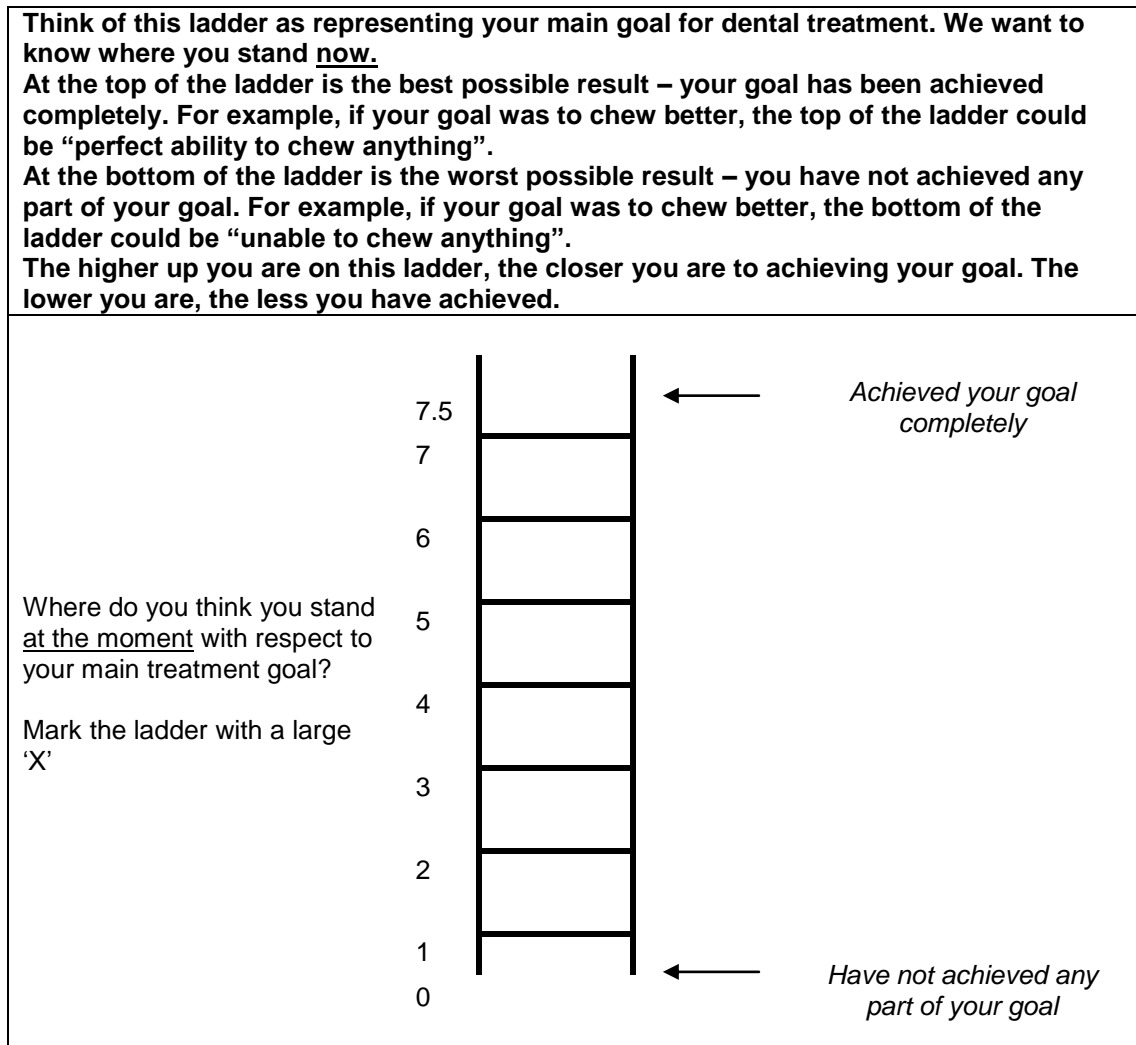 Think of this ladder as representing your main goal for dental treatment. We want to
know where you stand now.
At the top of the ladder is the best possible result – your goal has been achieved
completely. For example, if your goal was to chew better, the top of the ladder could
be “perfect ability to chew anything”.
At the bottom of the ladder is the worst possible result – you have not achieved any
part of your goal. For example, if your goal was to chew better, the bottom of the
ladder could be “unable to chew anything”.
The higher up you are on this ladder, the closer you are to achieving your goal. The
lower you are, the less you have achieved.
Where do you think you stand
at the moment with respect to
your main treatment goal?
Mark the ladder with a large
‘X’
7.5
7
6
5
4
3
2
1
0
Achieved your goal
completely
Have not achieved any
part of your goal